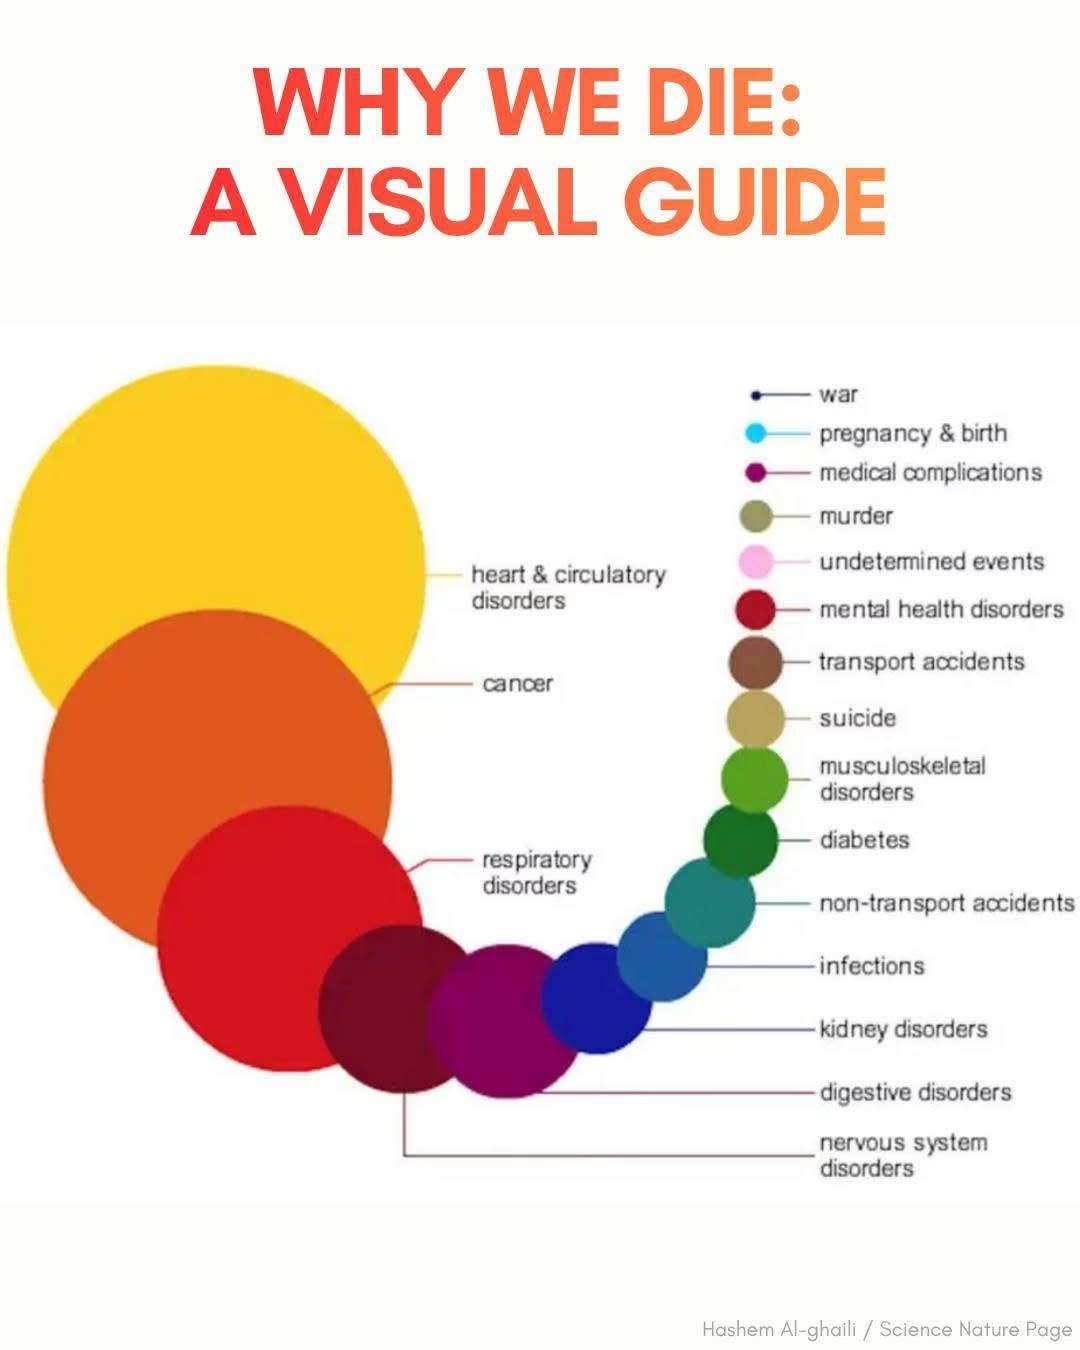 WHY WE DIE:
A VISUAL GUIDE
war
pregnancy & birth
medical complications
murder
undetermined events
heart & circulatory
disorders
mental health disorders
transport accidents
cancer
suicide
musculoskeletal
disorders
diabetes
respiratory
disorders
non-transport accidents
infections
kidney disorders
digestive disorders
nervous system
disorders
Hashem Al-ghaili / Science Nature Page